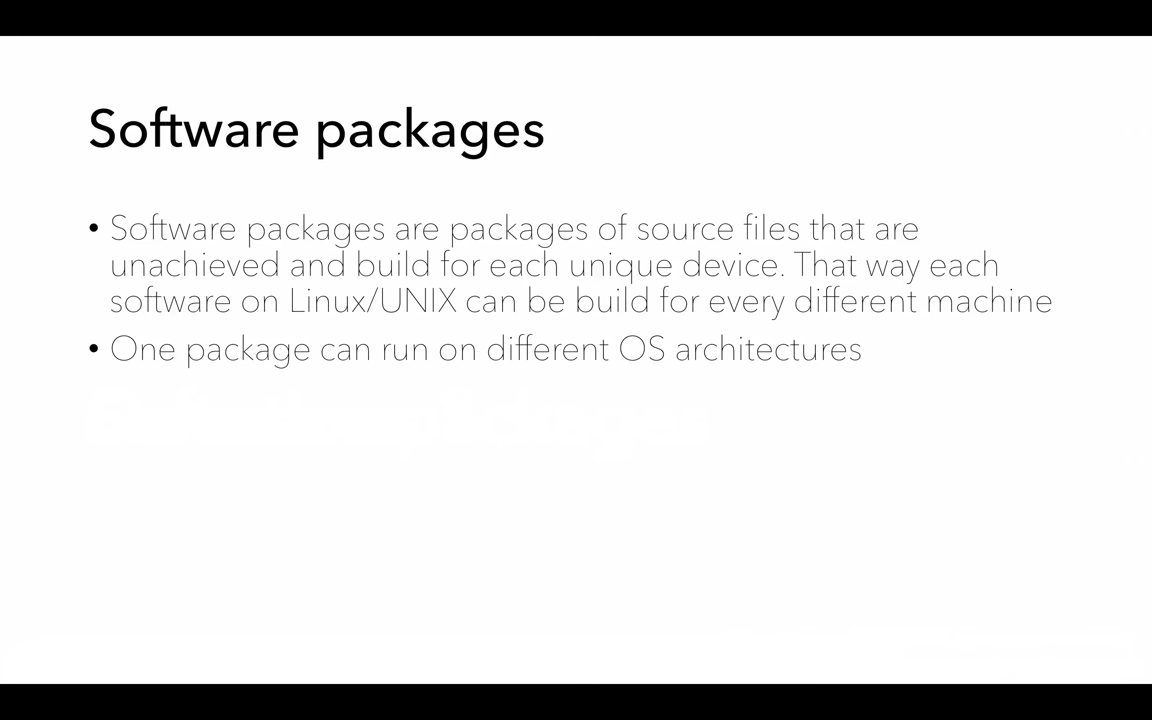 Software packages
• Software packages are packages of source files that are
unachieved and build for each unique device. That way each
software on Linux/UNIX can be build for every different machine
• One package can run on different OS architectures